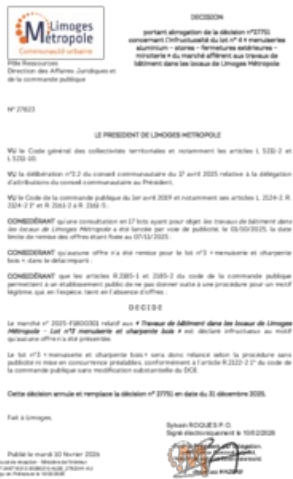 Limoges
Métropole
Communauté urbaine
Pôle Ressources
Direction des Affaires Juridiques et
de la commande publique
DECISION
portant abrogation de la décision n°27751
concernant l'infructuosité du lot n° 4 « menuiseries
aluminium – stores – fermetures extérieures –
miroiterie » du marché afférent aux travaux de
bâtiment dans les locaux de Limoges Métropole
N° 27823
LE PRESIDENT DE LIMOGES METROPOLE
VU le Code général des collectivités territoriales et notamment les articles L 5211-2 et
L 5211-10,
VU la délibération n°2.2 du conseil communautaire du 17 avril 2025 relative à la délégation
d'attributions du conseil communautaire au Président,
VU le Code de la commande publique du 1er avril 2019 et notamment ses articles L. 2124-2, R.
2124-2 1° et R. 2161-2 à R. 2161-5 ;
CONSIDÉRANT qu'une consultation en 17 lots ayant pour objet les travaux de bâtiment dans
les locaux de Limoges Métropole a été lancée par voie de publicité, le 01/10/2025, la date
limite de remise des offres étant fixée au 07/11/2025 ;
CONSIDÉRANT qu'aucune offre n'a été remise pour le lot n°3 « menuiserie et charpente
bois », dans le délai imparti ;
CONSIDÉRANT que les articles R.2185-1 et 2185-2 du code de la commande publique
permettent à un établissement public de ne pas donner suite à une procédure pour un motif
légitime, qui en l'espèce, tient en l'absence d'offres ;
D E C I D E
Le marché n° relatif aux « Travaux de bâtiment dans les locaux de Limoges
Métropole – Lot n°3 menuiserie et charpente bois » est déclaré infructueux au motif
qu'aucune offre n'a été présentée.
Le lot n°3 « menuiserie et charpente bois » sera donc relancé selon la procédure sans
publicité ni mise en concurrence préalables, conformément à l'article R.2122-2 1° du code de
la commande publique sans modification substantielle du DCE.
Cette décision annule et remplace la décision n° 27751 en date du 31 décembre 2025.
Fait à Limoges,
Sylvain ROQUES P.O.
Signé électroniquement le 10/02/2026
Publié le mardi 10 février 2026